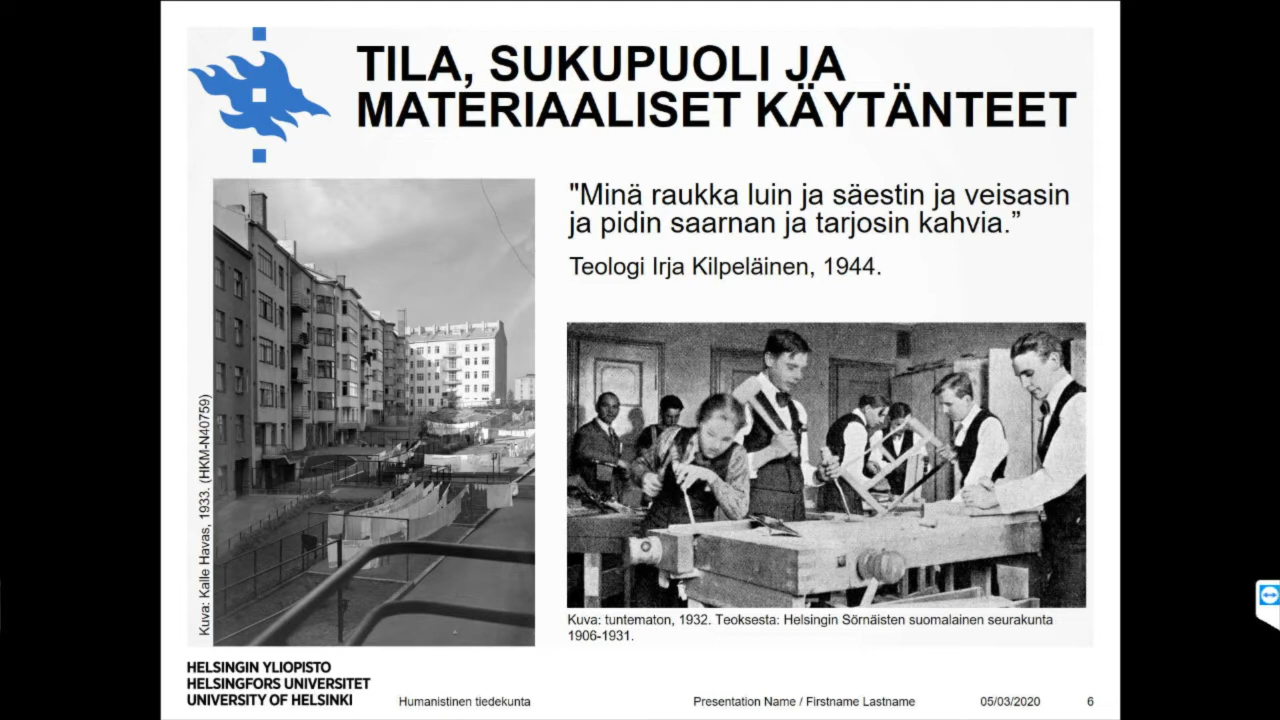 TILA, SUKUPUOLI JA
MATERIAALISET KÄYTÄNTEET
"Minä raukka luin ja säestin ja veisasin
ja pidin saarnan ja tarjosin kahvia.”
Teologi Irja Kilpeläinen, 1944.
Kuva: Kalle Havas, 1933. (HKM-N40759)
Kuva: tuntematon, 1932. Teoksesta: Helsingin Sörnäisten suomalainen seurakunta
1906-1931.
HELSINGIN YLIOPISTO
HELSINGFORS UNIVERSITET
UNIVERSITY OF HELSINKI
Humanistinen tiedekunta
Presentation Name / Firstname Lastname
05/03/2020
6